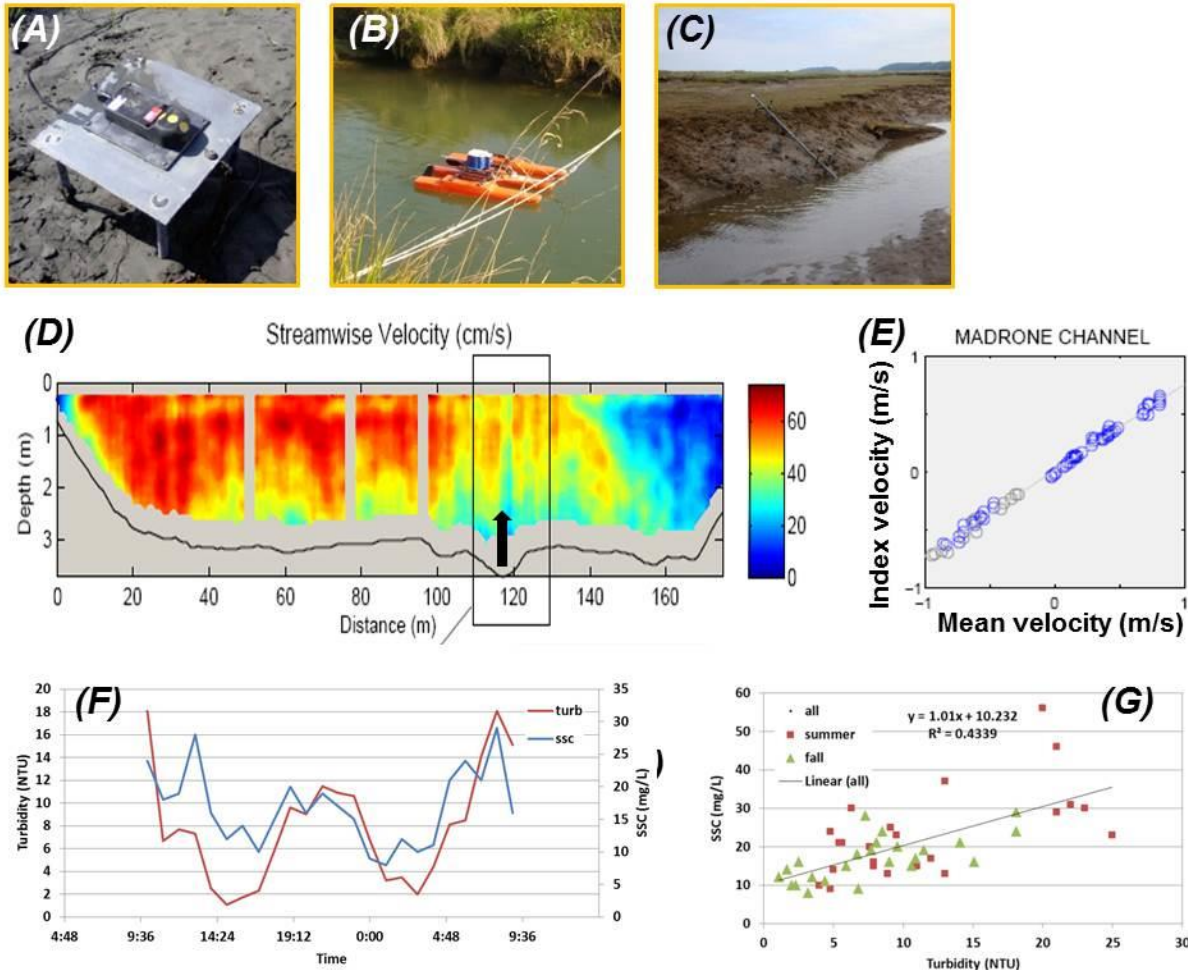 (A)
(B)
(C)
(D)
Streamwise Velocity (cm/s)
0
1
2
3
Depth (m)
0 20 40 60 80 100 120 140 160
Distance (m)
60
40
20
0
(E)
MADRONE CHANNEL
1
0
−1
Index velocity (m/s)
−1 0 1
Mean velocity (m/s)
(F)
turb
ssc
20
18
16
14
12
10
8
6
4
2
0
Turbidity (NTU)
35
30
25
20
15
10
5
0
SSC (mg/L)
4:48 9:36 14:24 19:12 0:00 4:48 9:36
Time
(G)
all
summer
fall
Linear (all)
y = 1.01x + 10.232
R² = 0.4339
60
50
40
30
20
10
0
SSC (mg/L)
0 5 10 15 20 25 30
Turbidity (NTU)